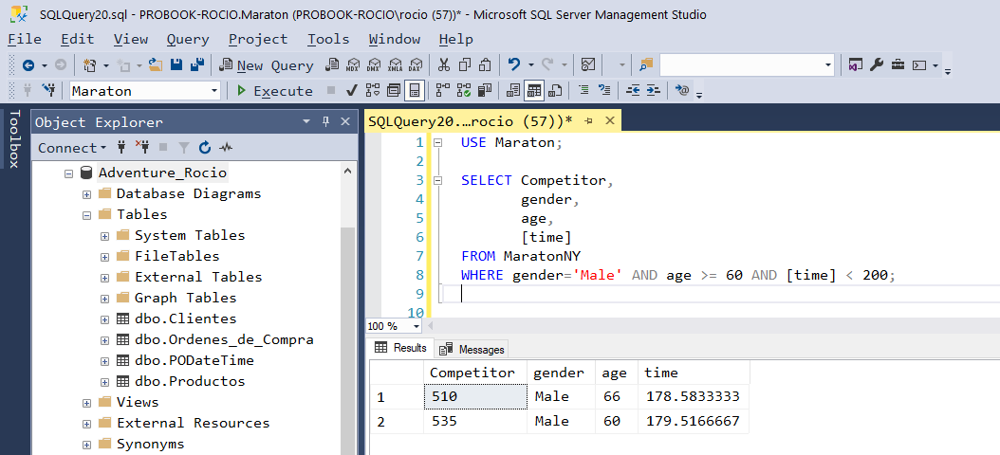 SQLQuery20.sql - PROBOOK-ROCIO.Maraton (PROBOOK-ROCIO\rocio (57))* - Microsoft SQL Server Management Studio
File Edit View Query Project Tools Window Help
New Query MDX DMX XMLA DAX
Maraton Execute
Toolbox
Object Explorer
Connect
Adventure_Rocio
Database Diagrams
Tables
System Tables
FileTables
External Tables
Graph Tables
dbo.Clientes
dbo.Ordenes_de_Compra
dbo.PODateTime
dbo.Productos
Views
External Resources
Synonyms
SQLQuery20....rocio (57))*
1 USE Maraton;
2
3 SELECT Competitor,
4 gender,
5 age,
6 [time]
7 FROM MaratonNY
8 WHERE gender='Male' AND age >= 60 AND [time] < 200;
9
10
100 %
Results Messages
Competitor gender age time
1 510 Male 66 178.5833333
2 535 Male 60 179.5166667